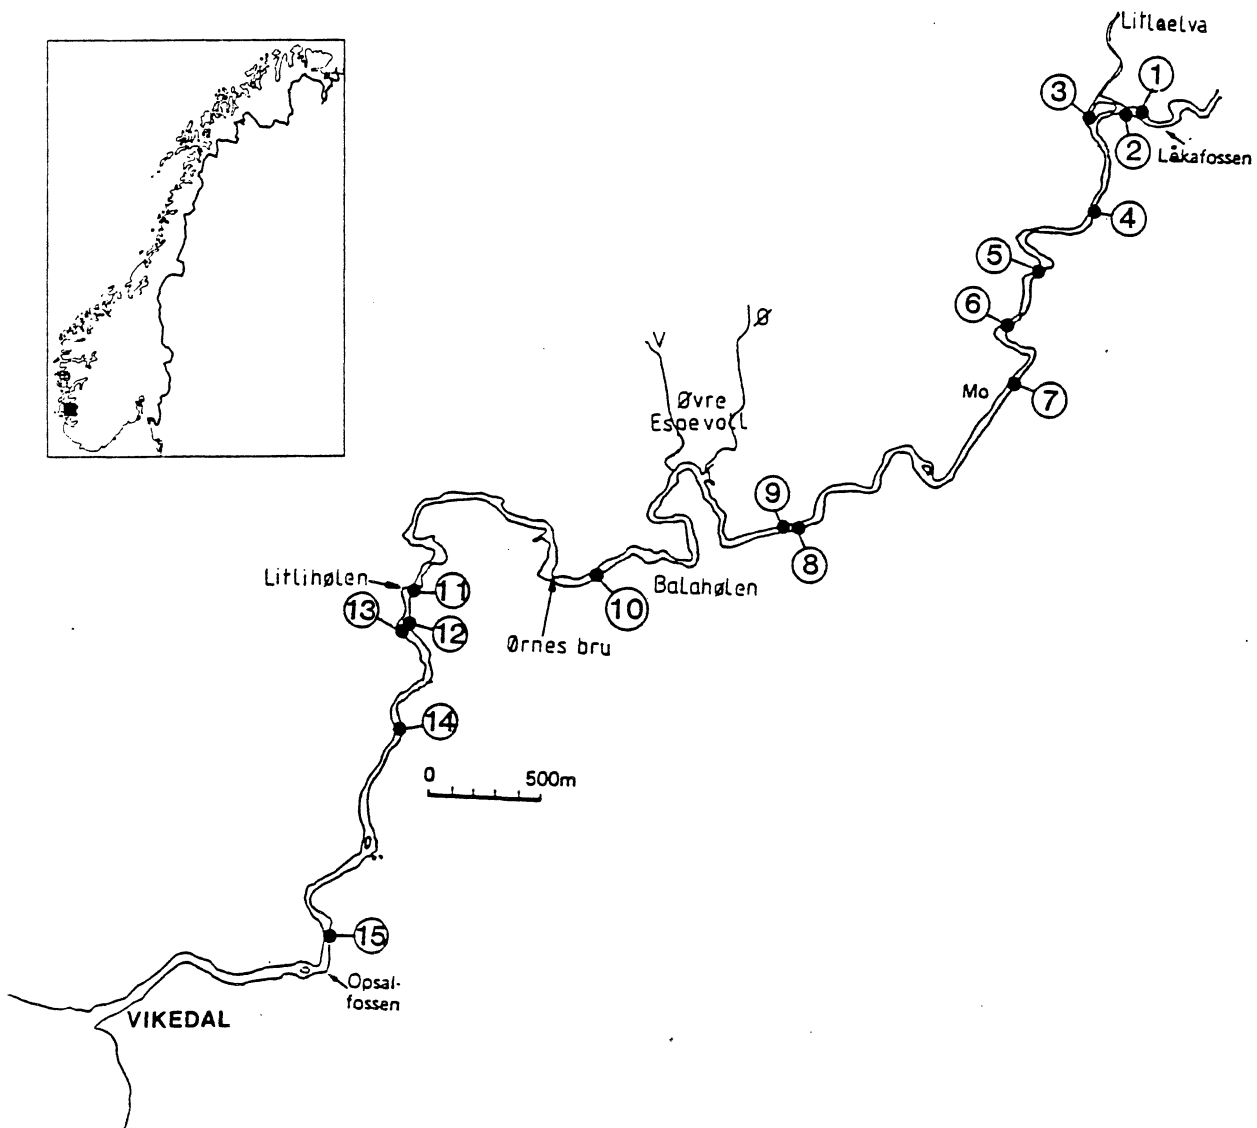 Litlaelva
1
3
2
Låkafossen
4
5
6
V
Ø
Øvre
Espevoll
Mo
7
9
8
Litlihølen
11
10
Balahølen
13
12
Ørnes bru
14
0 500m
15
Opsal-
fossen
VIKEDAL